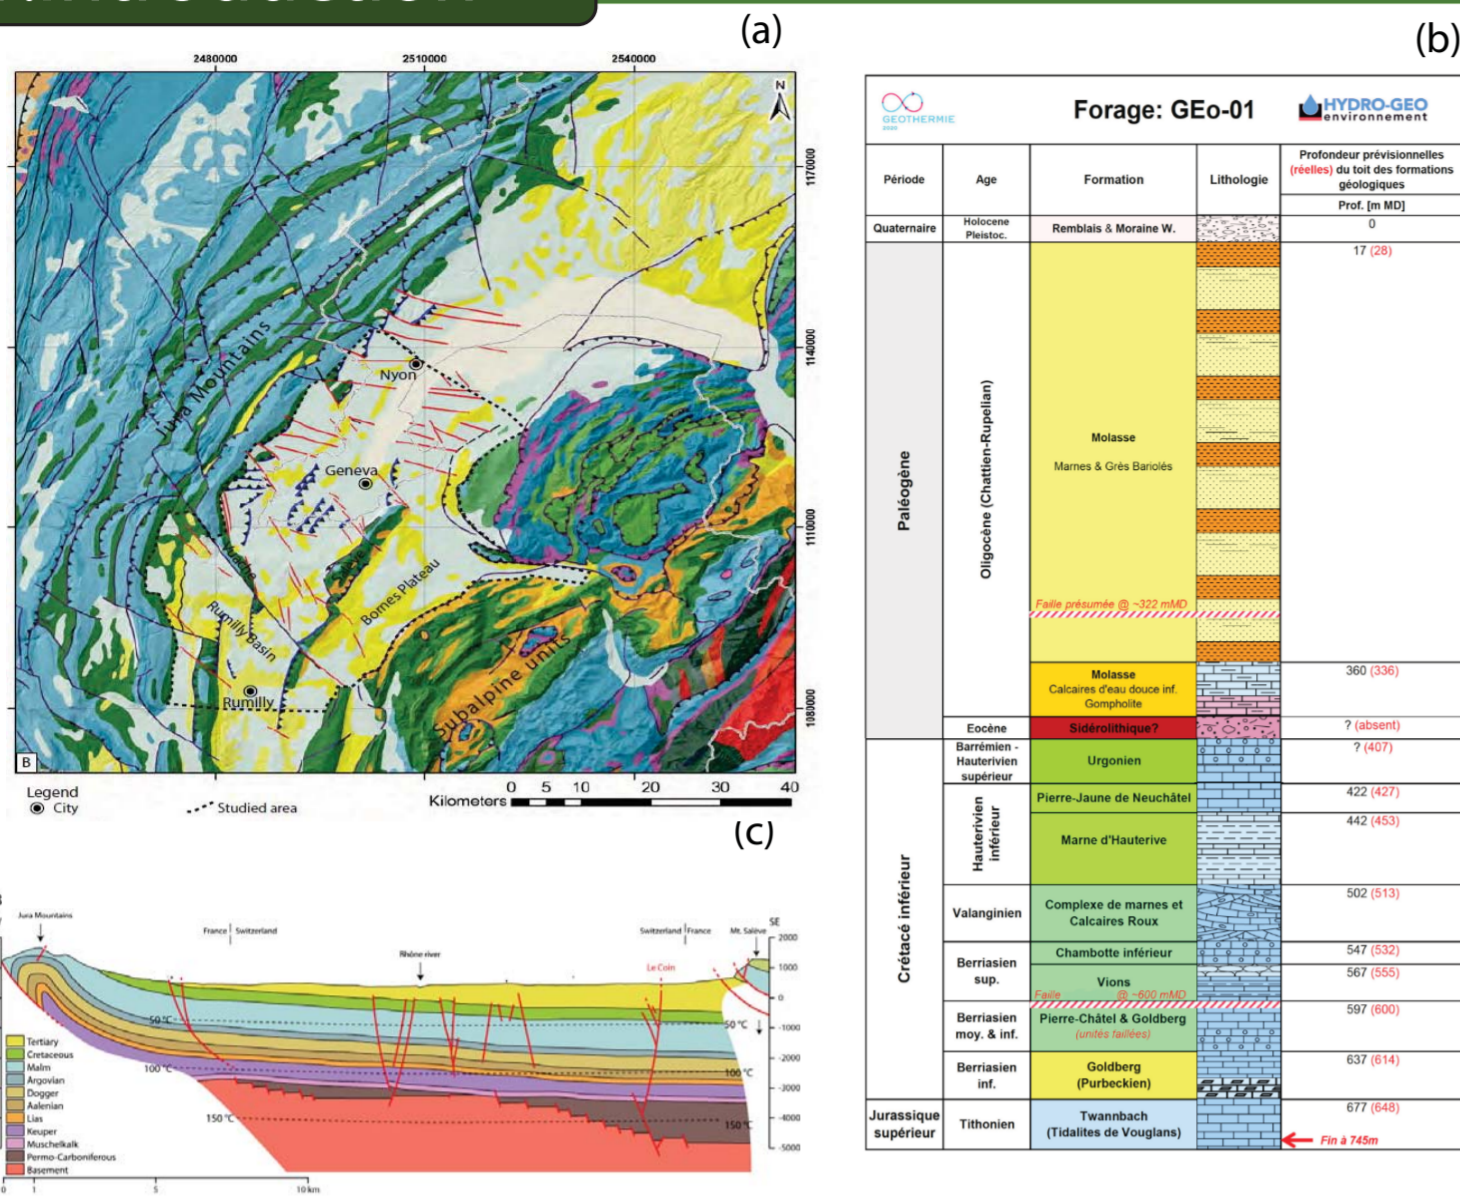 (a)
2480000
2510000
2540000
N
1170000
1140000
1110000
1080000
Jura Mountains
Nyon
Geneva
Rumilly Basin
Bornes Plateau
Rumilly
Subalpine units
B
Legend
City
Studied area
Kilometers
0 5 10 20 30 40
(b)
GEOTHERMIE
2020
Forage: GEo-01
HYDRO-GEO
environnement
Période
Age
Formation
Lithologie
Profondeur prévisionnelle
(réelles) du toit des formations
géologiques
Prof. [m MD]
Quaternaire
Holocene
Pleistoc.
Remblais & Moraine W.
0
Paléogène
Oligocène (Chattien-Rupelian)
Molasse
Marnes & Grès Bariolés
17 (28)
Faille présumée @ ~322 mMD
Molasse
Calcaires d'eau douce inf.
Gompholite
360 (336)
Eocène
Sidérolithique?
? (absent)
Crétacé inférieur
Barrémien -
Hauterivien
supérieur
Urgonien
? (407)
Hauterivien
inférieur
Pierre-Jaune de Neuchâtel
422 (427)
Marne d'Hauterive
442 (453)
Valanginien
Complexe de marnes et
Calcaires Roux
502 (513)
Berriasien
sup.
Chambotte inférieur
547 (532)
Vions
567 (555)
Faille @ ~600 mMD
Berriasien
moy. & inf.
Pierre-Châtel & Goldberg
(unités faillées)
597 (600)
Berriasien
inf.
Goldberg
(Purbeckien)
637 (614)
Jurassique
supérieur
Tithonien
Twannbach
(Tidalites de Vouglans)
677 (648)
Fin à 745m
(c)
Jura Mountains
France
Switzerland
Rhône river
Switzerland
France
Mt. Salève
SE
Le Coin
2000
1000
0
-1000
-2000
-3000
-4000
-5000
50 °C
50 °C
100 °C
100 °C
150 °C
150 °C
Tertiary
Cretaceous
Malm
Argovian
Dogger
Aalenian
Lias
Keuper
Muschelkalk
Permo-Carboniferous
Basement
0 1 5 10 km